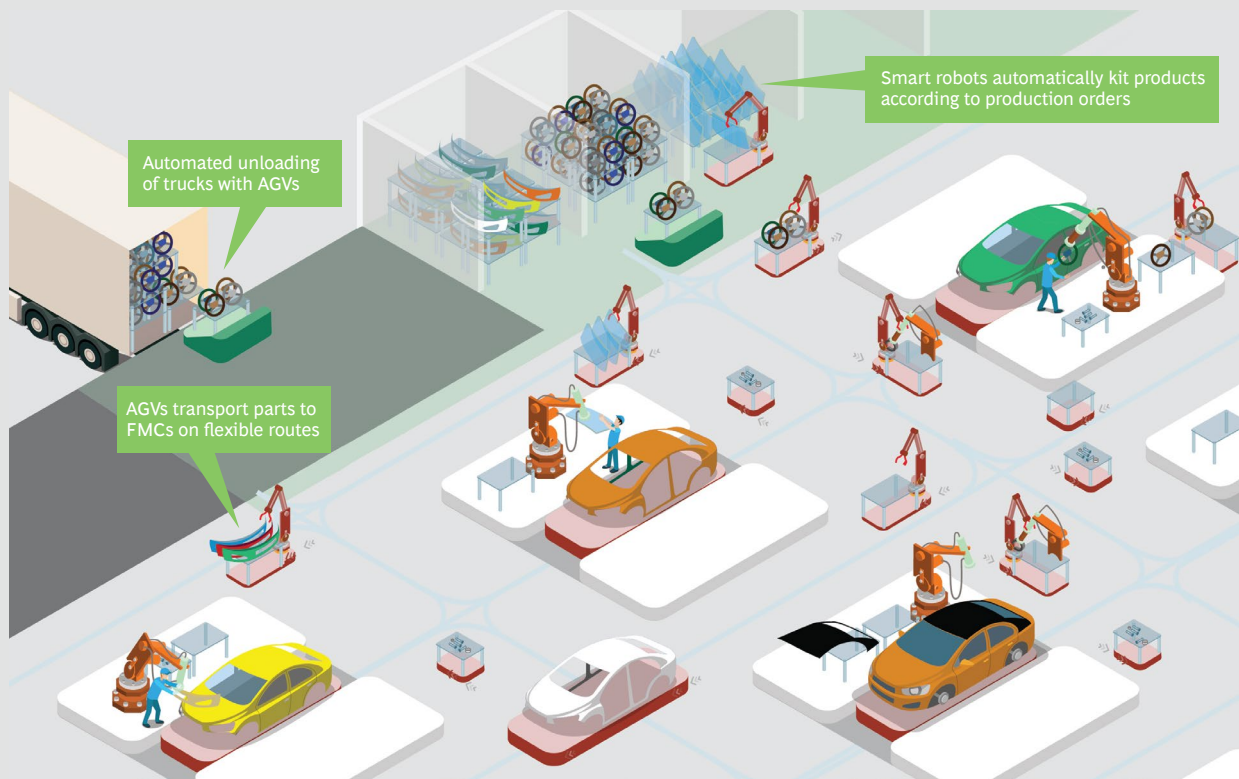 Smart robots automatically kit products
according to production orders
Automated unloading
of trucks with AGVs
AGVs transport parts to
FMCs on flexible routes